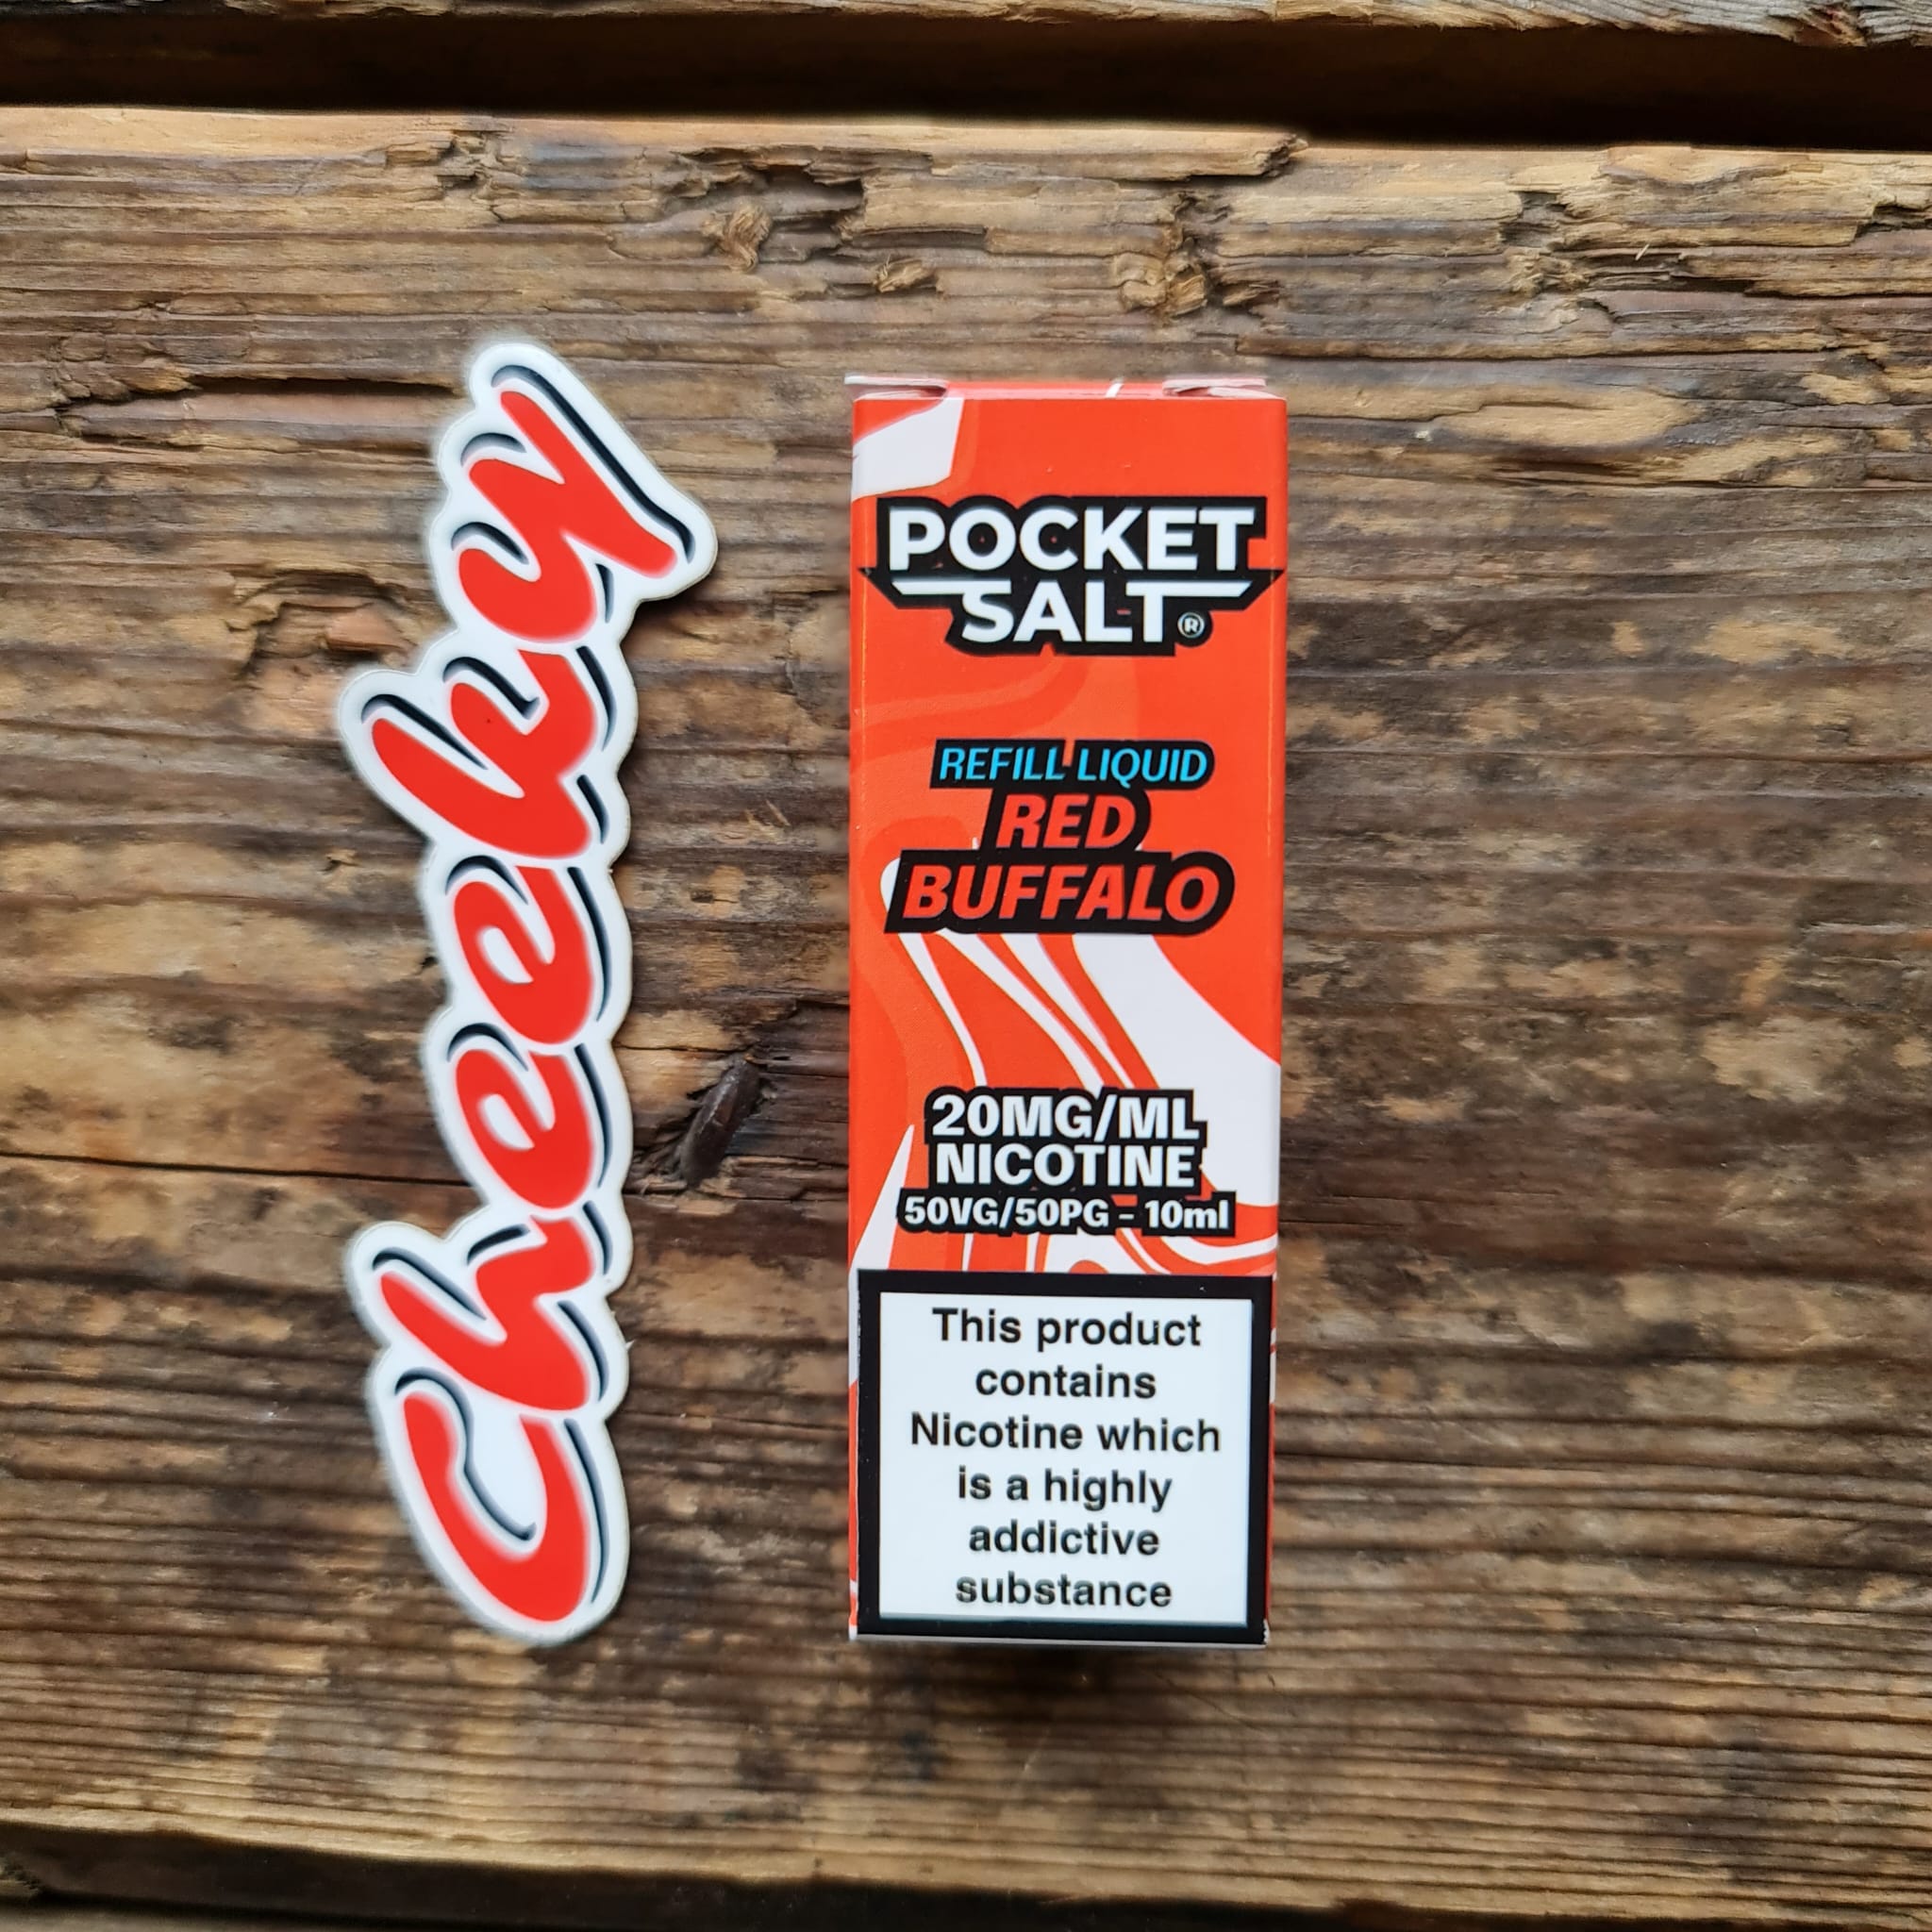 Cheeky
POCKET
SALT®
REFILL LIQUID
RED
BUFFALO
20MG/ML
NICOTINE
50VG/50PG - 10ml
This product
contains
Nicotine which
is a highly
addictive
substance